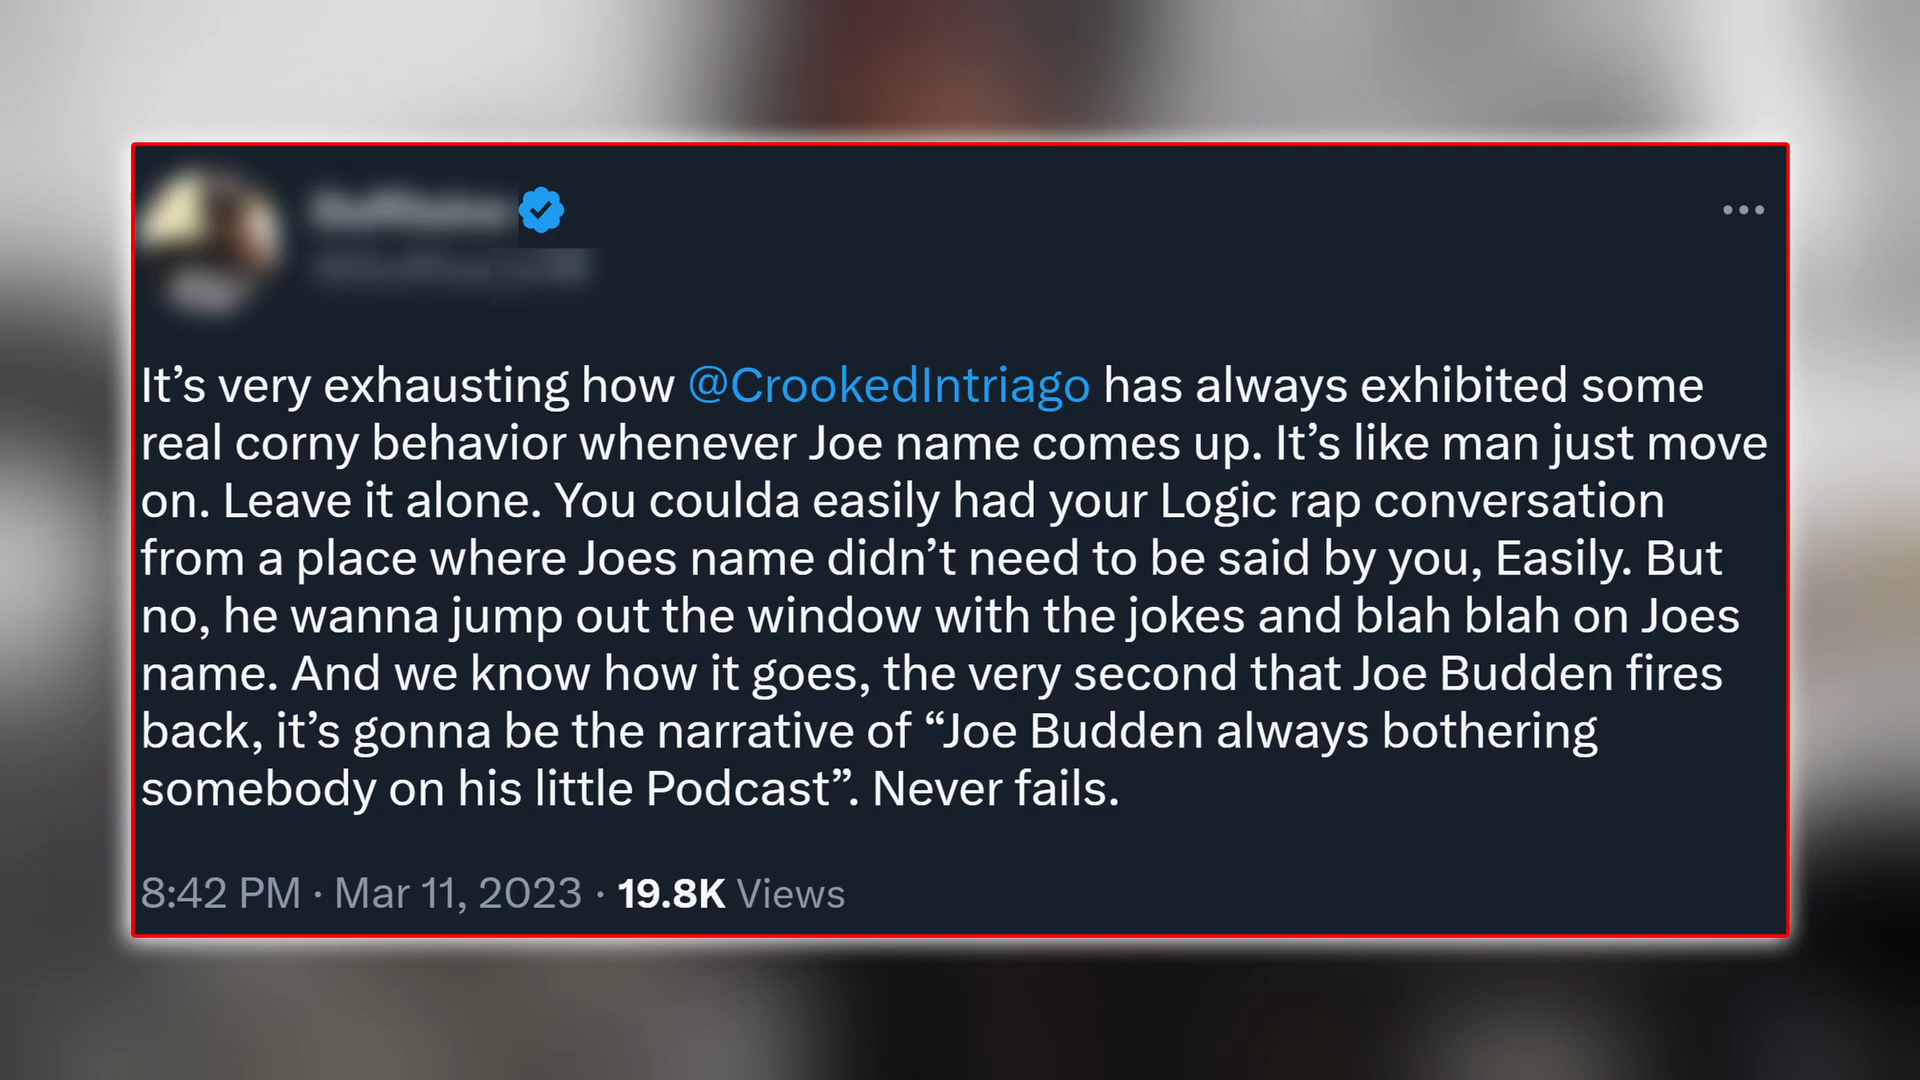 It’s very exhausting how @CrookedIntriago has always exhibited some
real corny behavior whenever Joe name comes up. It’s like man just move
on. Leave it alone. You coulda easily had your Logic rap conversation
from a place where Joes name didn’t need to be said by you, Easily. But
no, he wanna jump out the window with the jokes and blah blah on Joes
name. And we know how it goes, the very second that Joe Budden fires
back, it’s gonna be the narrative of “Joe Budden always bothering
somebody on his little Podcast”. Never fails.
8:42 PM · Mar 11, 2023 · 19.8K Views